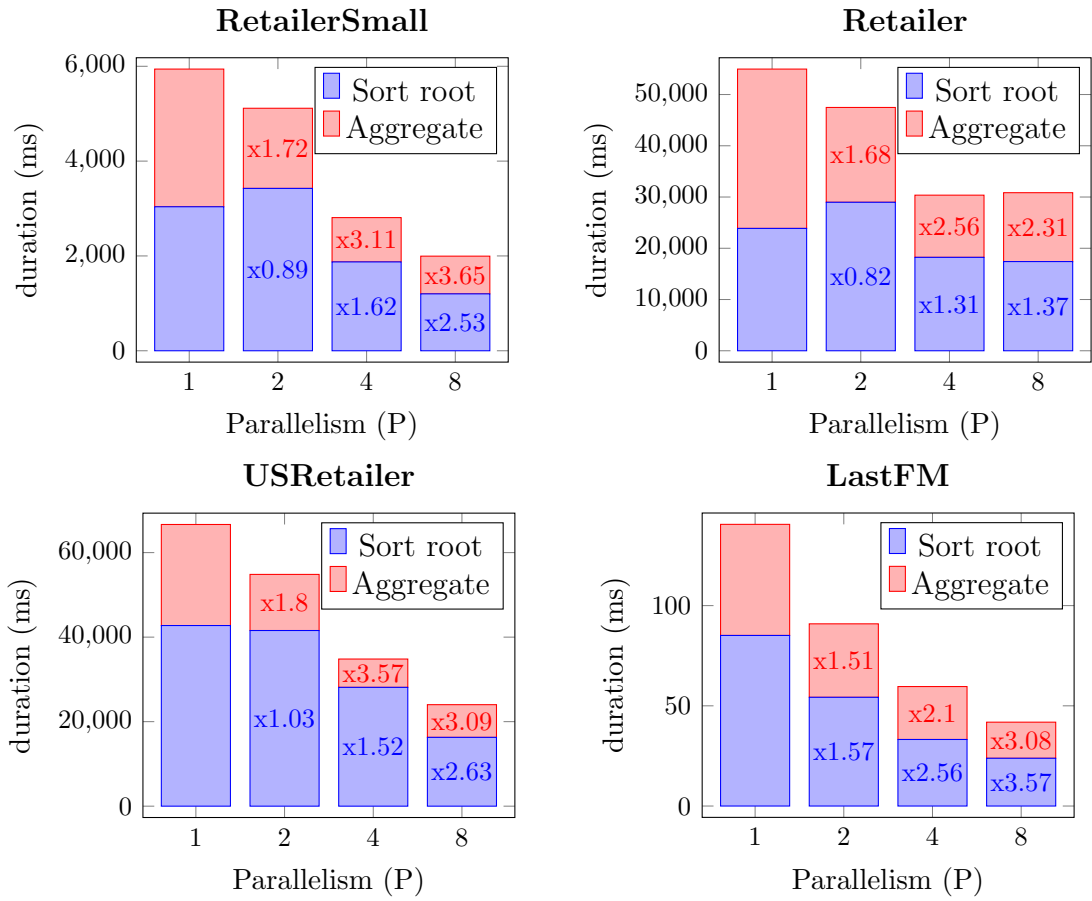 RetailerSmall
6,000
4,000
2,000
0
duration (ms)
Sort root
Aggregate
x1.72
x0.89
x3.11
x1.62
x3.65
x2.53
1 2 4 8
Parallelism (P)
Retailer
50,000
40,000
30,000
20,000
10,000
0
duration (ms)
Sort root
Aggregate
x1.68
x0.82
x2.56
x1.31
x2.31
x1.37
1 2 4 8
Parallelism (P)
USRetailer
60,000
40,000
20,000
0
duration (ms)
Sort root
Aggregate
x1.8
x1.03
x3.57
x1.52
x3.09
x2.63
1 2 4 8
Parallelism (P)
LastFM
100
50
0
duration (ms)
Sort root
Aggregate
x1.51
x1.57
x2.1
x2.56
x3.08
x3.57
1 2 4 8
Parallelism (P)